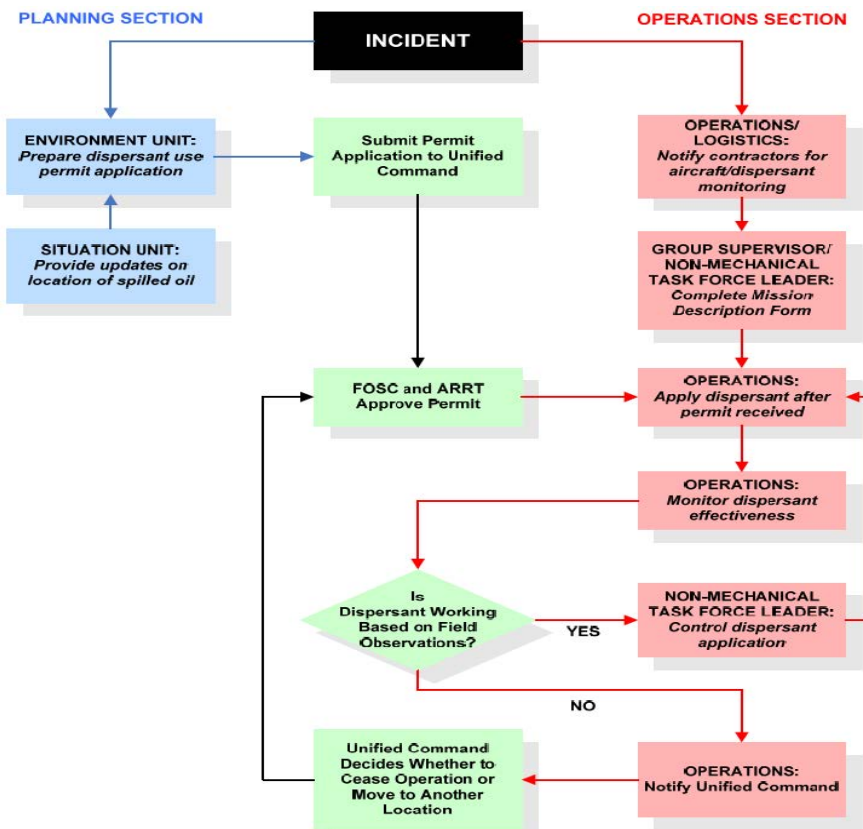 PLANNING SECTION
OPERATIONS SECTION
INCIDENT
ENVIRONMENT UNIT:
Prepare dispersant use
permit application
Submit Permit
Application to Unified
Command
OPERATIONS/
LOGISTICS:
Notify contractors for
aircraft/dispersant
monitoring
SITUATION UNIT:
Provide updates on
location of spilled oil
GROUP SUPERVISOR/
NON-MECHANICAL
TASK FORCE LEADER:
Complete Mission
Description Form
FOSC and ARRT
Approve Permit
OPERATIONS:
Apply dispersant after
permit received
OPERATIONS:
Monitor dispersant
effectiveness
Is
Dispersant Working
Based on Field
Observations?
YES
NON-MECHANICAL
TASK FORCE LEADER:
Control dispersant
application
NO
Unified Command
Decides Whether to
Cease Operation or
Move to Another
Location
OPERATIONS:
Notify Unified Command